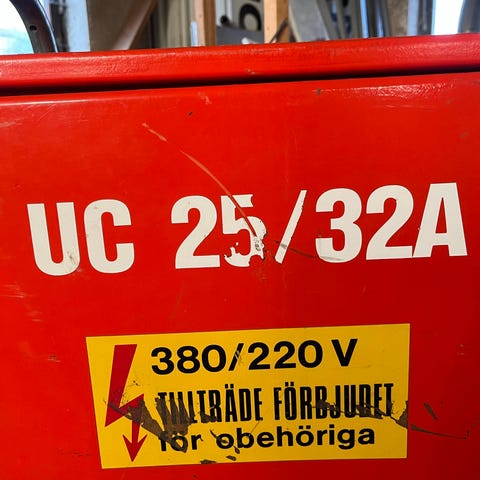 UC 25/32A
380/220 V
TILLTRÄDE FÖRBJUDET
för obehöriga